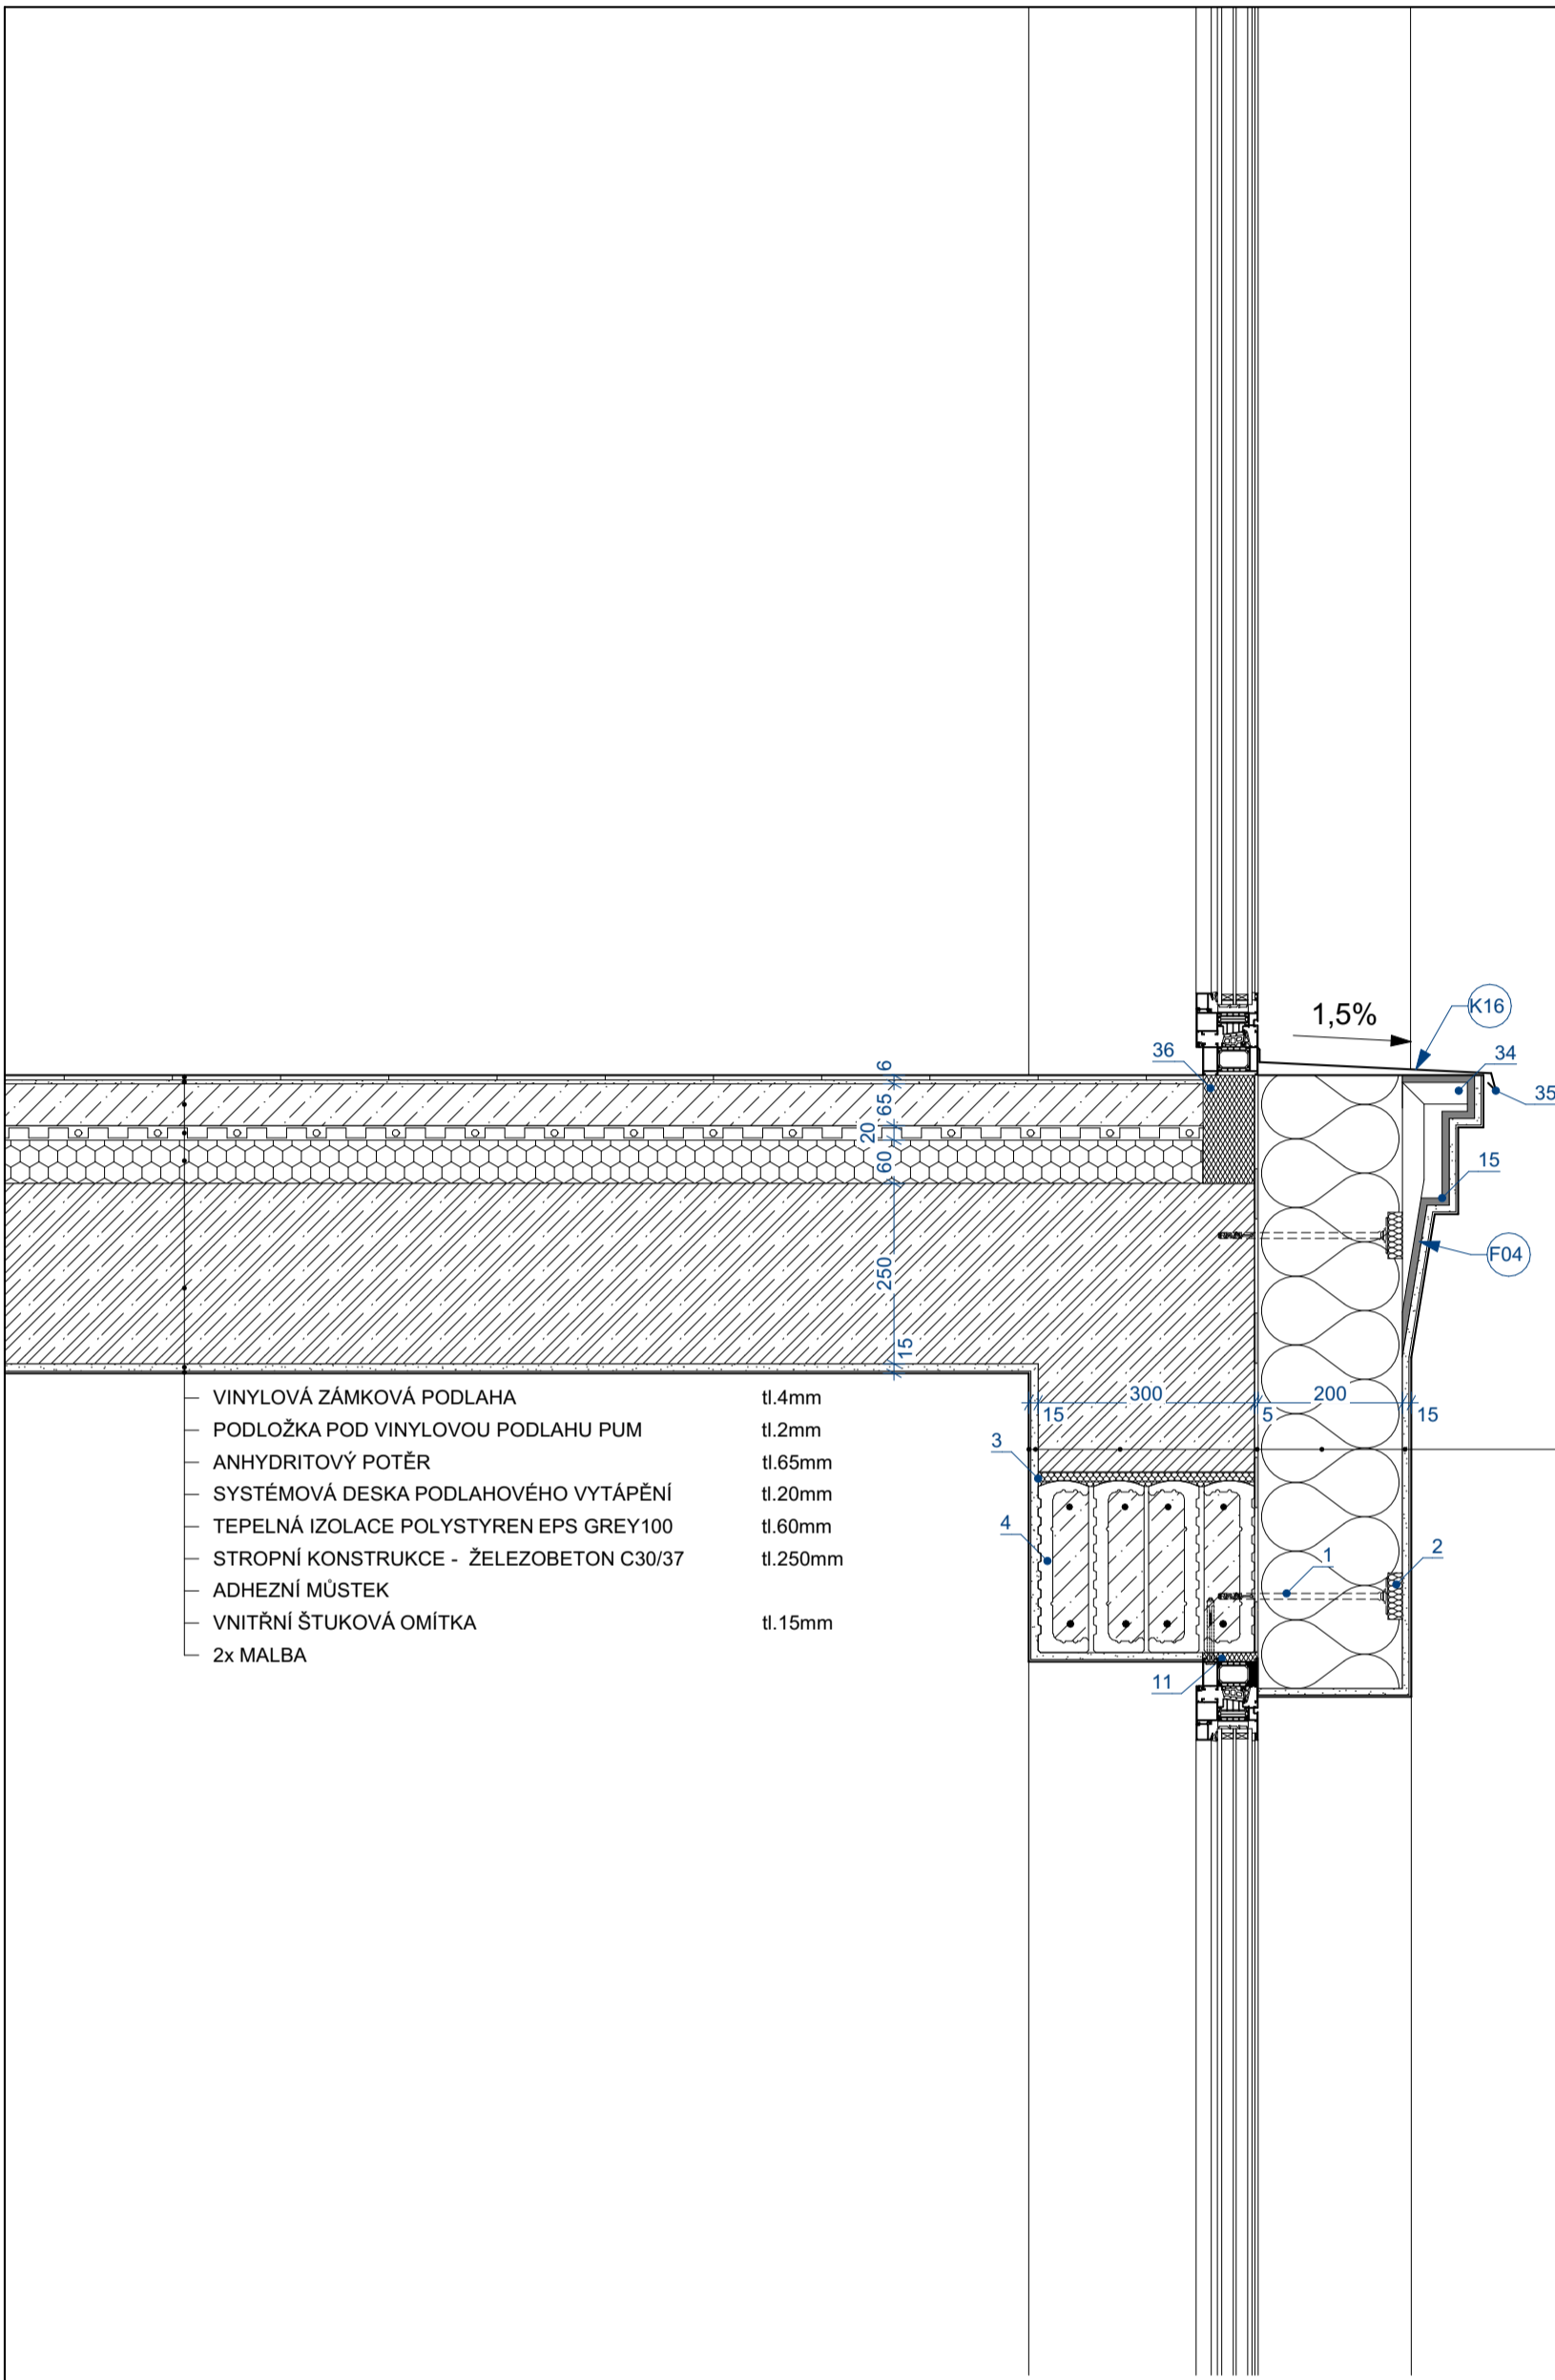 1,5%
K16
36
34
35
6
65
20
60
15
250
F04
15
VINYLOVÁ ZÁMKOVÁ PODLAHA tl.4mm
300
200
15
5
15
PODLOŽKA POD VINYLOVOU PODLAHU PUM tl.2mm
3
ANHYDRITOVÝ POTĚR tl.65mm
SYSTÉMOVÁ DESKA PODLAHOVÉHO VYTÁPĚNÍ tl.20mm
4
TEPELNÁ IZOLACE POLYSTYREN EPS GREY100 tl.60mm
1
2
STROPNÍ KONSTRUKCE - ŽELEZOBETON C30/37 tl.250mm
ADHEZNÍ MŮSTEK
VNITŘNÍ ŠTUKOVÁ OMÍTKA tl.15mm
2x MALBA
11